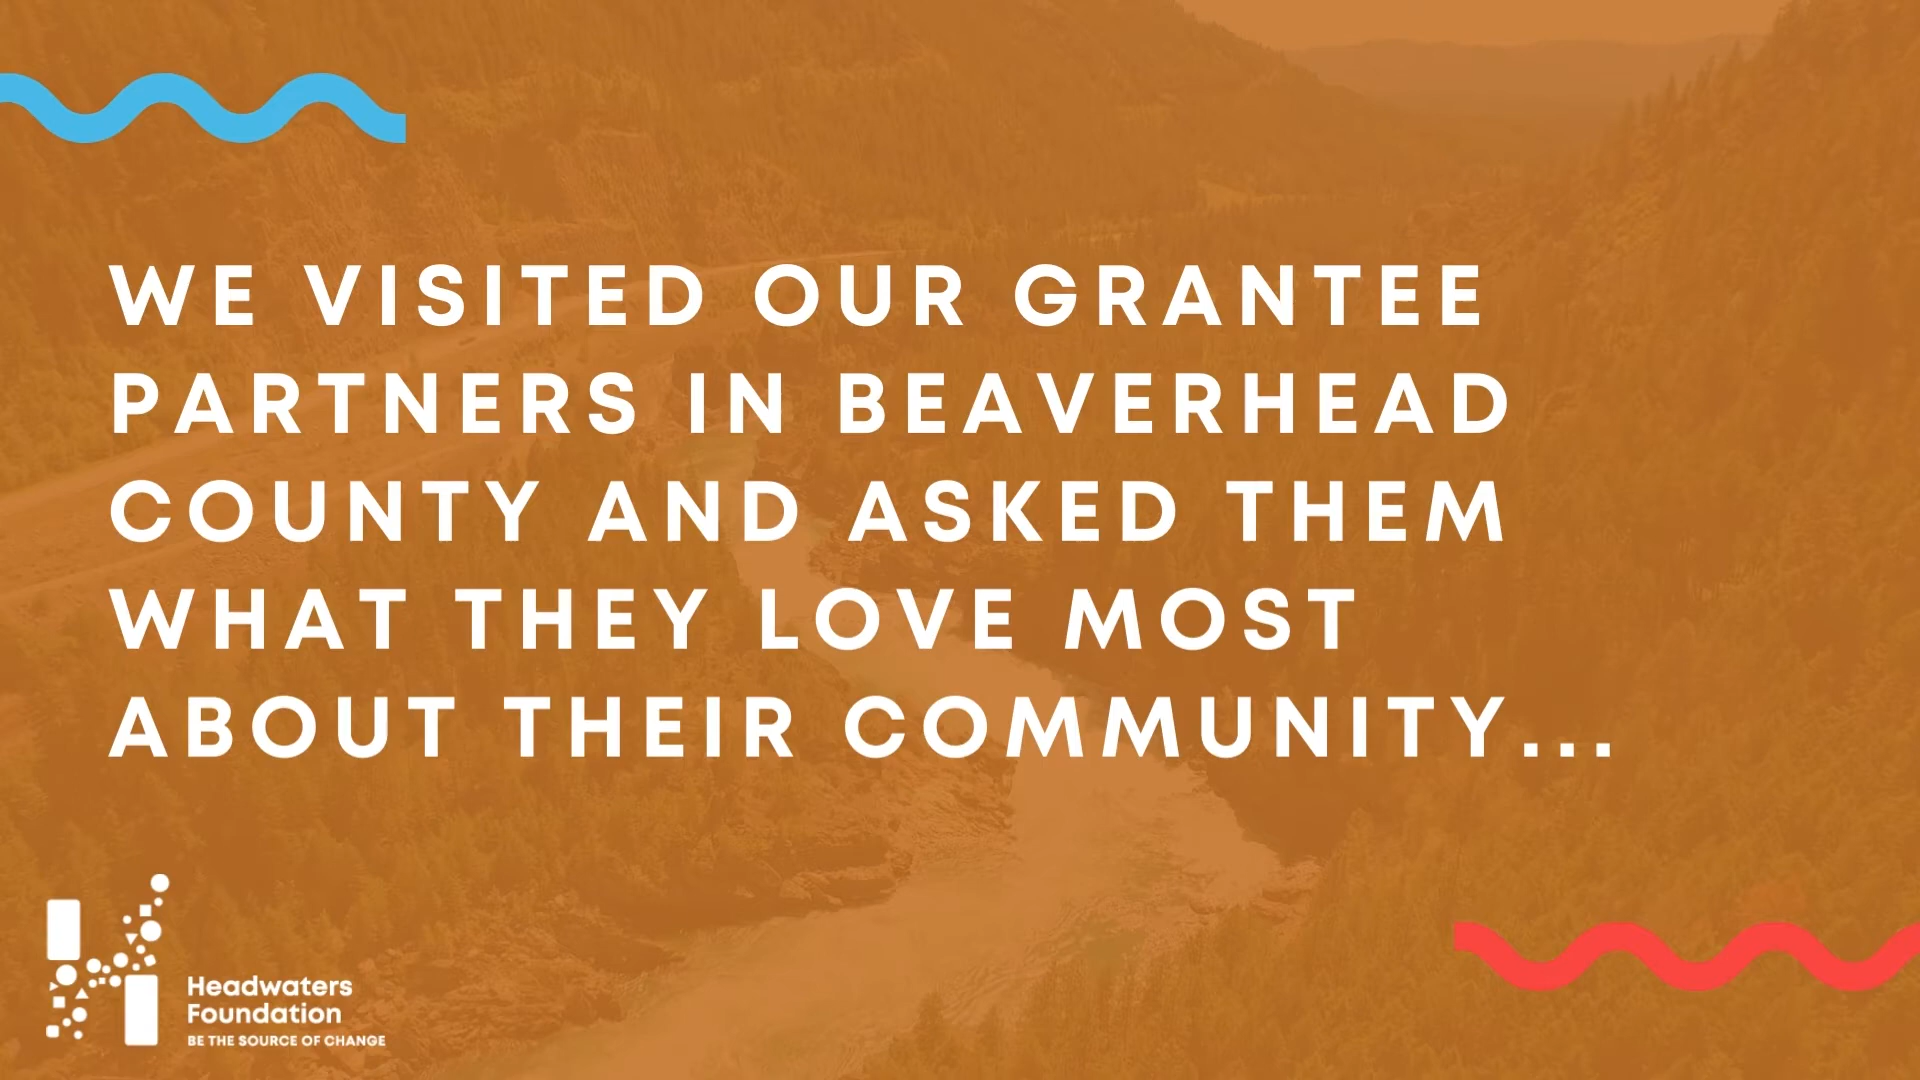 WE VISITED OUR GRANTEE
PARTNERS IN BEAVERHEAD
COUNTY AND ASKED THEM
WHAT THEY LOVE MOST
ABOUT THEIR COMMUNITY...
Headwaters
Foundation
BE THE SOURCE OF CHANGE